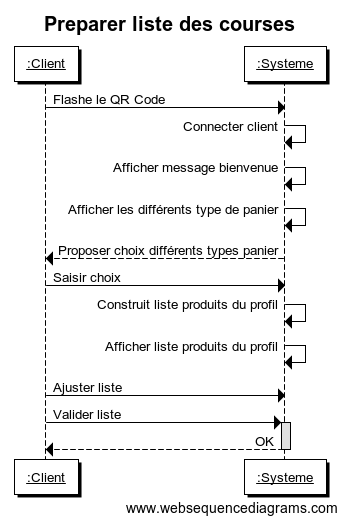 Preparer liste des courses
:Client
:Systeme
Flashe le QR Code
Connecter client
Afficher message bienvenue
Afficher les différents type de panier
Proposer choix différents types panier
Saisir choix
Construit liste produits du profil
Afficher liste produits du profil
Ajuster liste
Valider liste
OK
:Client
:Systeme
www.websequencediagrams.com